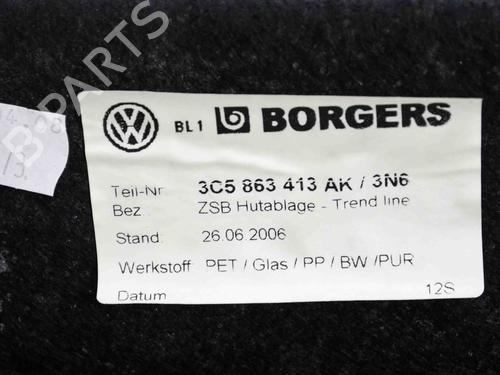 BL1 BORGERS
Teil-Nr. 3C5 863 413 AK / 3N6
Bez. ZSB Hutablage - Trend line
Stand 26.06.2006
Werkstoff PET / Glas / PP / BW /PUR
Datum 12S
B-PARTS